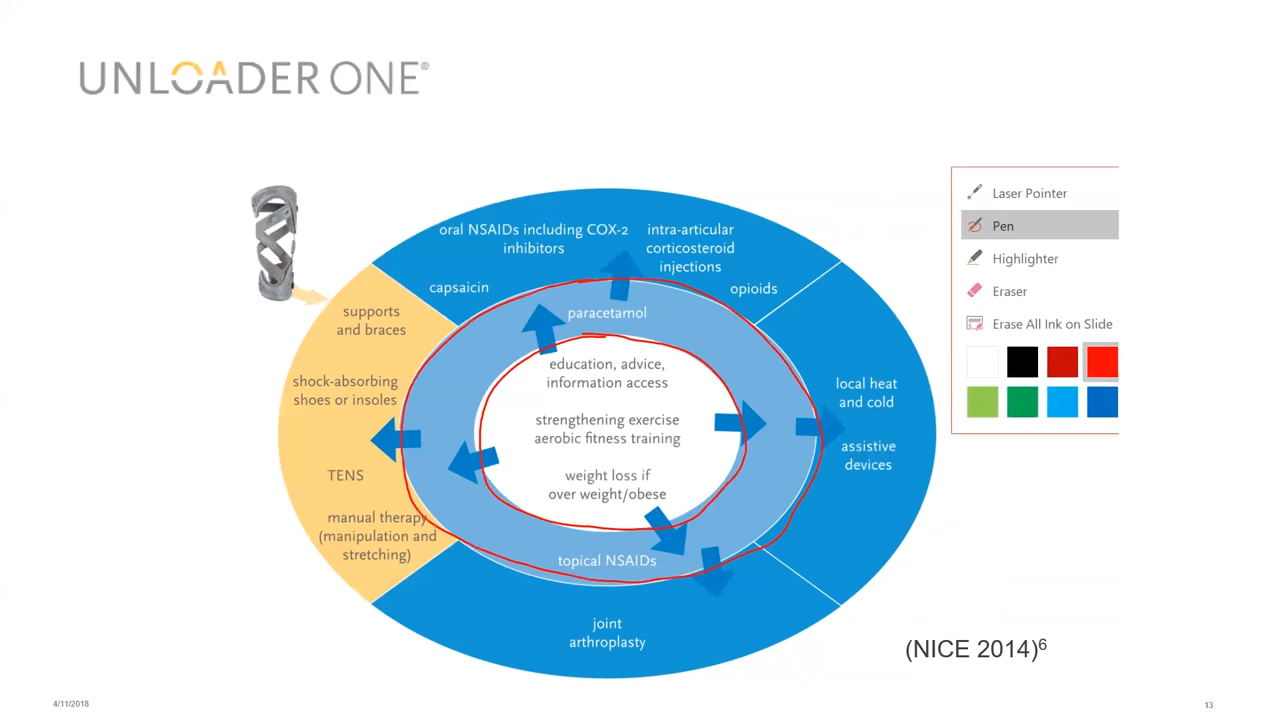 UNLOADER ONE®
oral NSAIDs including COX-2
inhibitors
intra-articular
corticosteroid
injections
capsaicin
opioids
supports
and braces
paracetamol
shock-absorbing
shoes or insoles
education, advice,
information access
strengthening exercise
aerobic fitness training
weight loss if
over weight/obese
local heat
and cold
assistive
devices
TENS
manual therapy
(manipulation and
stretching)
topical NSAIDs
joint
arthroplasty
Laser Pointer
Pen
Highlighter
Eraser
Erase All Ink on Slide
(NICE 2014)6
4/11/2018
13